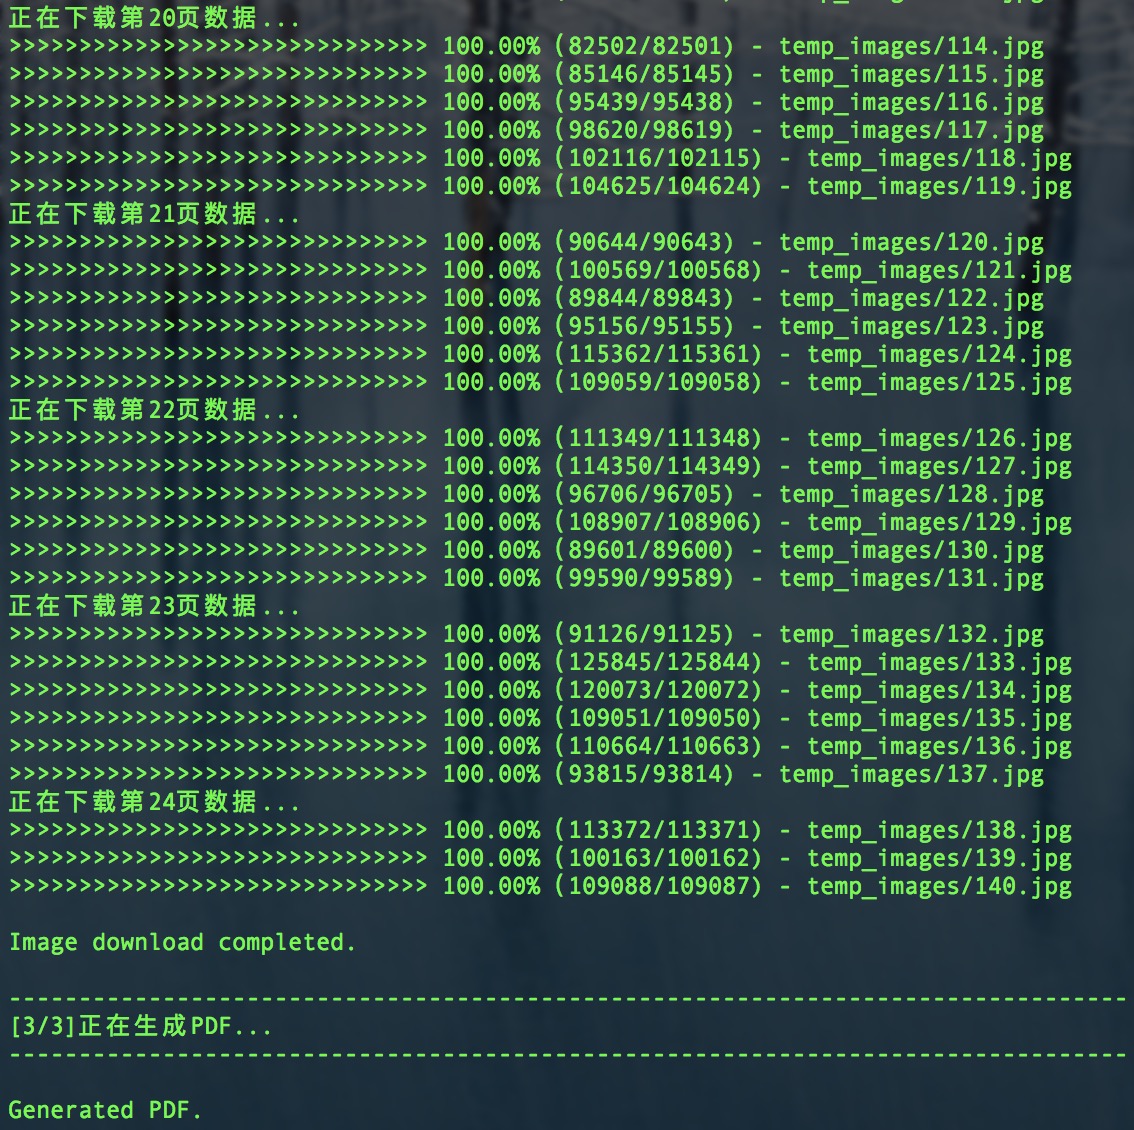 正在下载第20页数据...
>>>>>>>>>>>>>>>>>>>>>>>>>>>>>> 100.00% (82502/82501) - temp_images/114.jpg
>>>>>>>>>>>>>>>>>>>>>>>>>>>>>> 100.00% (85146/85145) - temp_images/115.jpg
>>>>>>>>>>>>>>>>>>>>>>>>>>>>>> 100.00% (95439/95438) - temp_images/116.jpg
>>>>>>>>>>>>>>>>>>>>>>>>>>>>>> 100.00% (98620/98619) - temp_images/117.jpg
>>>>>>>>>>>>>>>>>>>>>>>>>>>>>> 100.00% (102116/102115) - temp_images/118.jpg
>>>>>>>>>>>>>>>>>>>>>>>>>>>>>> 100.00% (104625/104624) - temp_images/119.jpg
正在下载第21页数据...
>>>>>>>>>>>>>>>>>>>>>>>>>>>>>> 100.00% (90644/90643) - temp_images/120.jpg
>>>>>>>>>>>>>>>>>>>>>>>>>>>>>> 100.00% (100569/100568) - temp_images/121.jpg
>>>>>>>>>>>>>>>>>>>>>>>>>>>>>> 100.00% (89844/89843) - temp_images/122.jpg
>>>>>>>>>>>>>>>>>>>>>>>>>>>>>> 100.00% (95156/95155) - temp_images/123.jpg
>>>>>>>>>>>>>>>>>>>>>>>>>>>>>> 100.00% (115362/115361) - temp_images/124.jpg
>>>>>>>>>>>>>>>>>>>>>>>>>>>>>> 100.00% (109059/109058) - temp_images/125.jpg
正在下载第22页数据...
>>>>>>>>>>>>>>>>>>>>>>>>>>>>>> 100.00% (111349/111348) - temp_images/126.jpg
>>>>>>>>>>>>>>>>>>>>>>>>>>>>>> 100.00% (114350/114349) - temp_images/127.jpg
>>>>>>>>>>>>>>>>>>>>>>>>>>>>>> 100.00% (96706/96705) - temp_images/128.jpg
>>>>>>>>>>>>>>>>>>>>>>>>>>>>>> 100.00% (108907/108906) - temp_images/129.jpg
>>>>>>>>>>>>>>>>>>>>>>>>>>>>>> 100.00% (89601/89600) - temp_images/130.jpg
>>>>>>>>>>>>>>>>>>>>>>>>>>>>>> 100.00% (99590/99589) - temp_images/131.jpg
正在下载第23页数据...
>>>>>>>>>>>>>>>>>>>>>>>>>>>>>> 100.00% (91126/91125) - temp_images/132.jpg
>>>>>>>>>>>>>>>>>>>>>>>>>>>>>> 100.00% (125845/125844) - temp_images/133.jpg
>>>>>>>>>>>>>>>>>>>>>>>>>>>>>> 100.00% (120073/120072) - temp_images/134.jpg
>>>>>>>>>>>>>>>>>>>>>>>>>>>>>> 100.00% (109051/109050) - temp_images/135.jpg
>>>>>>>>>>>>>>>>>>>>>>>>>>>>>> 100.00% (110664/110663) - temp_images/136.jpg
>>>>>>>>>>>>>>>>>>>>>>>>>>>>>> 100.00% (93815/93814) - temp_images/137.jpg
正在下载第24页数据...
>>>>>>>>>>>>>>>>>>>>>>>>>>>>>> 100.00% (113372/113371) - temp_images/138.jpg
>>>>>>>>>>>>>>>>>>>>>>>>>>>>>> 100.00% (100163/100162) - temp_images/139.jpg
>>>>>>>>>>>>>>>>>>>>>>>>>>>>>> 100.00% (109088/109087) - temp_images/140.jpg
Image download completed.
--------------------------------------------------------------------------------
[3/3]正在生成PDF...
--------------------------------------------------------------------------------
Generated PDF.